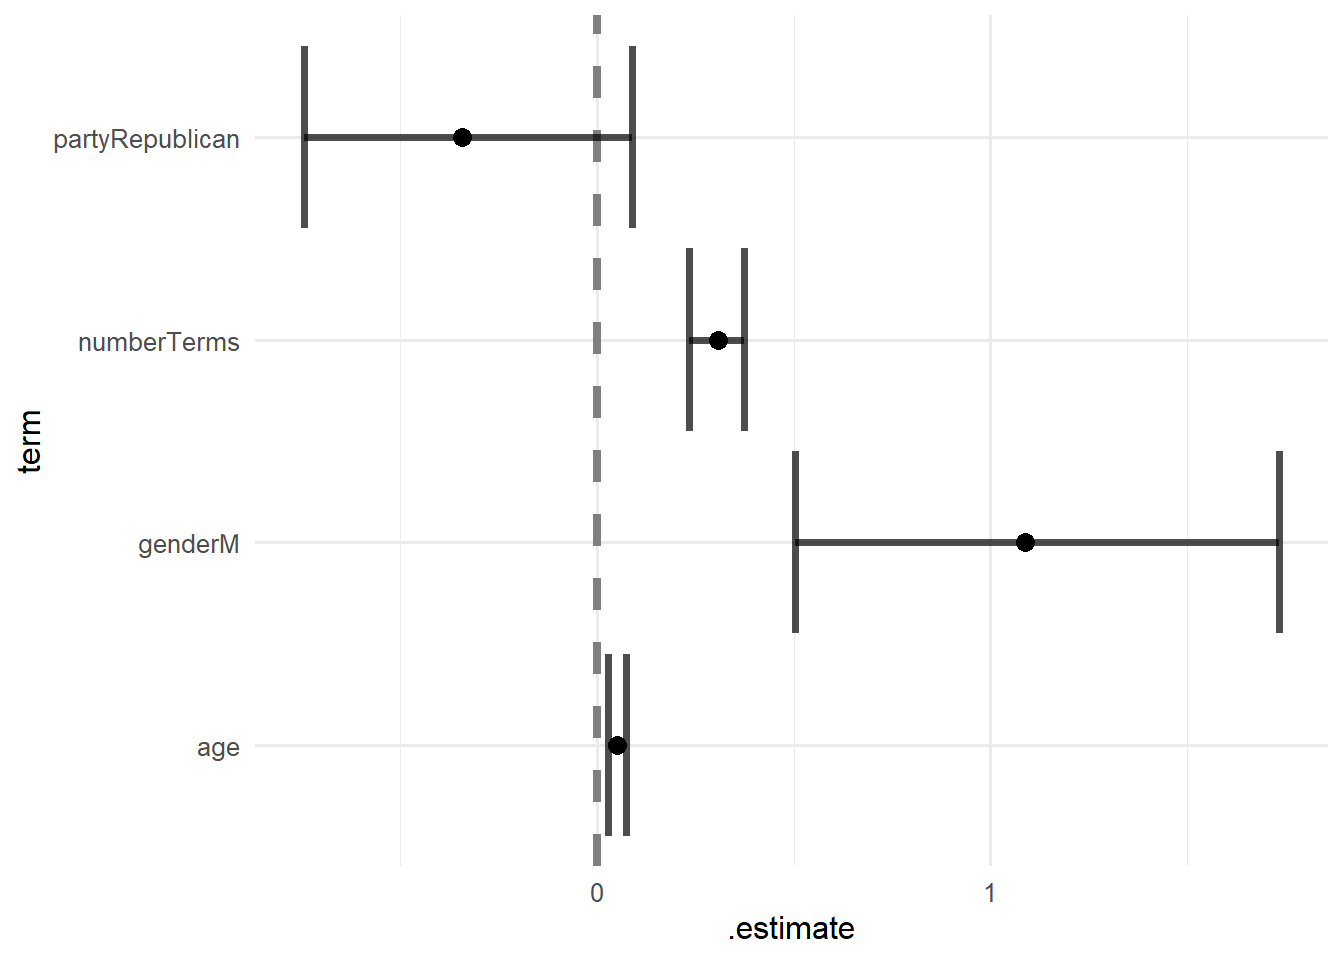 partyRepublican
numberTerms
genderM
age
term
0
1
.estimate